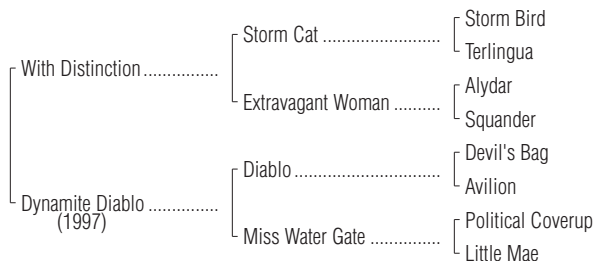 Storm Bird
Storm Cat ........................
Terlingua
With Distinction ...............
Alydar
Extravagant Woman ..........
Squander
Devil's Bag
Diablo ..............................
Avilion
Dynamite Diablo ..............
(1997)
Political Coverup
Miss Water Gate ..............
Little Mae